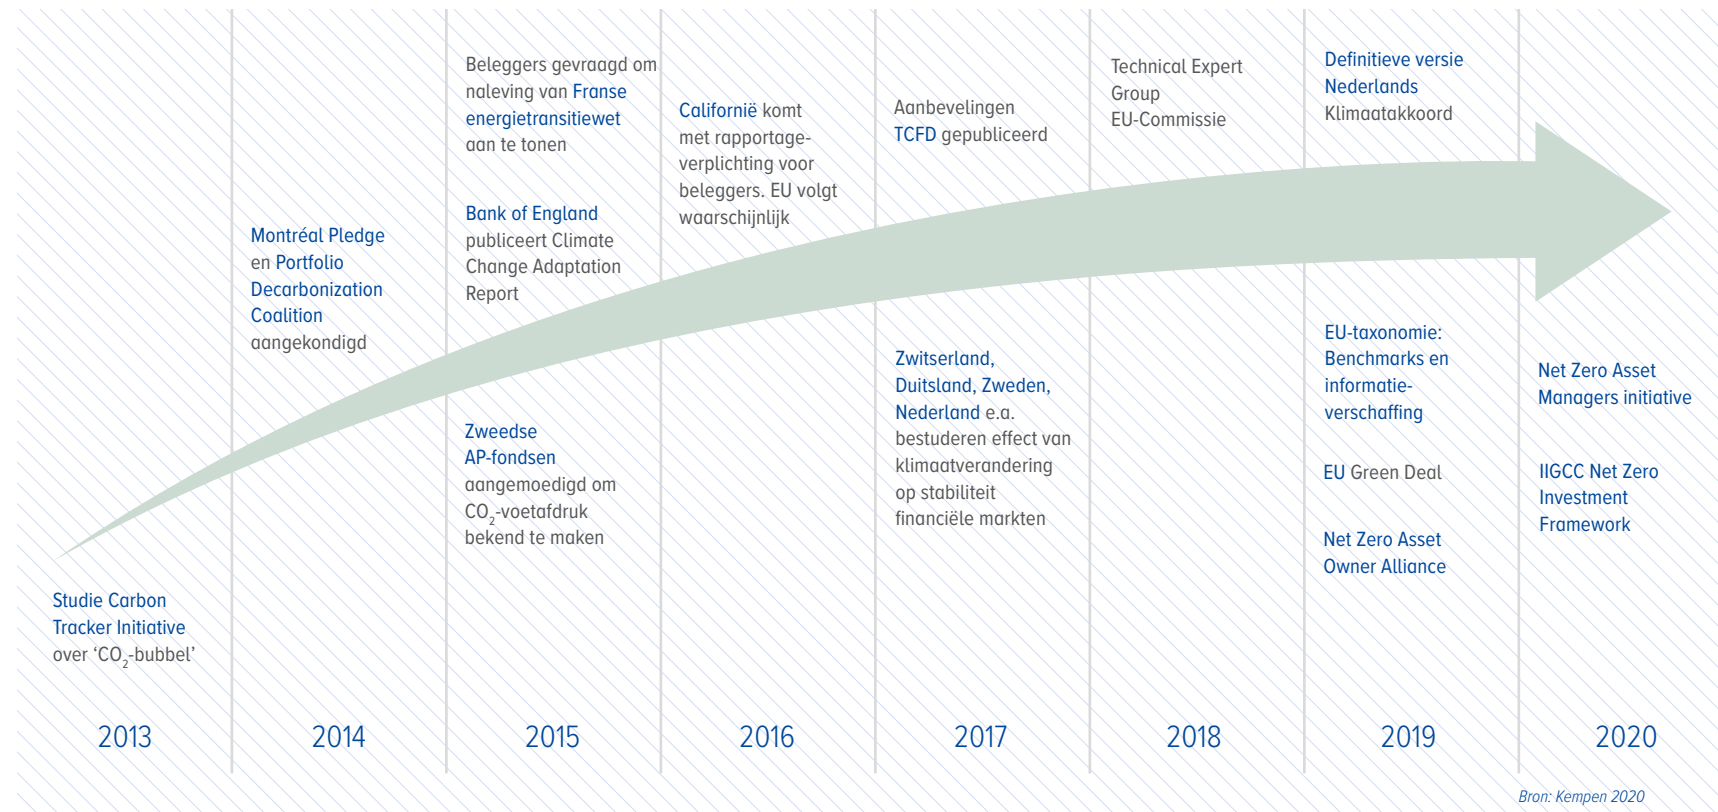 Studie Carbon
Tracker Initiative
over ‘CO₂-bubbel’
2013
Montréal Pledge
en Portfolio
Decarbonization
Coalition
aangekondigd
2014
Beleggers gevraagd om
naleving van Franse
energietransitiewet
aan te tonen
Bank of England
publiceert Climate
Change Adaptation
Report
Zweedse
AP-fondsen
aangemoedigd om
CO₂-voetafdruk
bekend te maken
2015
Californië komt
met rapportage-
verplichting voor
beleggers. EU volgt
waarschijnlijk
2016
Aanbevelingen
TCFD gepubliceerd
Zwitserland,
Duitsland, Zweden,
Nederland e.a.
bestuderen effect van
klimaatverandering
op stabiliteit
financiële markten
2017
Technical Expert
Group
EU-Commissie
2018
Definitieve versie
Nederlands
Klimaatakkoord
EU-taxonomie:
Benchmarks en
informatie-
verschaffing
EU Green Deal
Net Zero Asset
Owner Alliance
2019
Net Zero Asset
Managers initiative
IIGCC Net Zero
Investment
Framework
2020
Bron: Kempen 2020